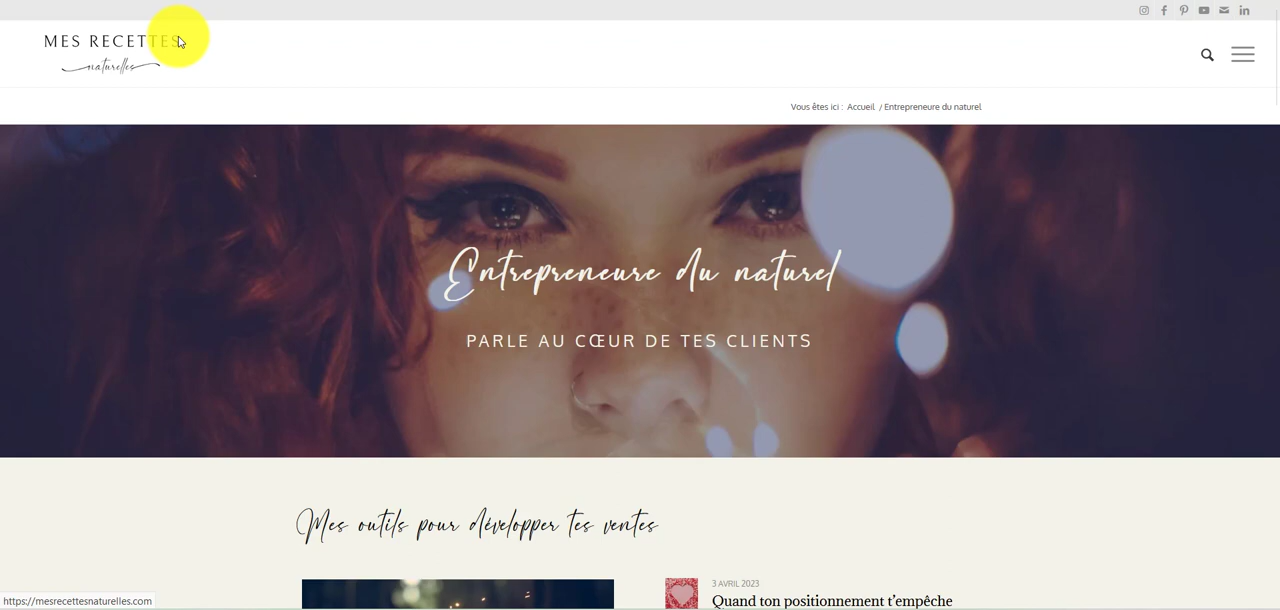 MES RECETTES
naturelles
Vous êtes ici : Accueil / Entrepreneure du naturel
Entrepreneure du naturel
PARLE AU CŒUR DE TES CLIENTS
Mes outils pour développer tes ventes
3 AVRIL 2023
Quand ton positionnement t’empêche
https://mesrecettesnaturelles.com